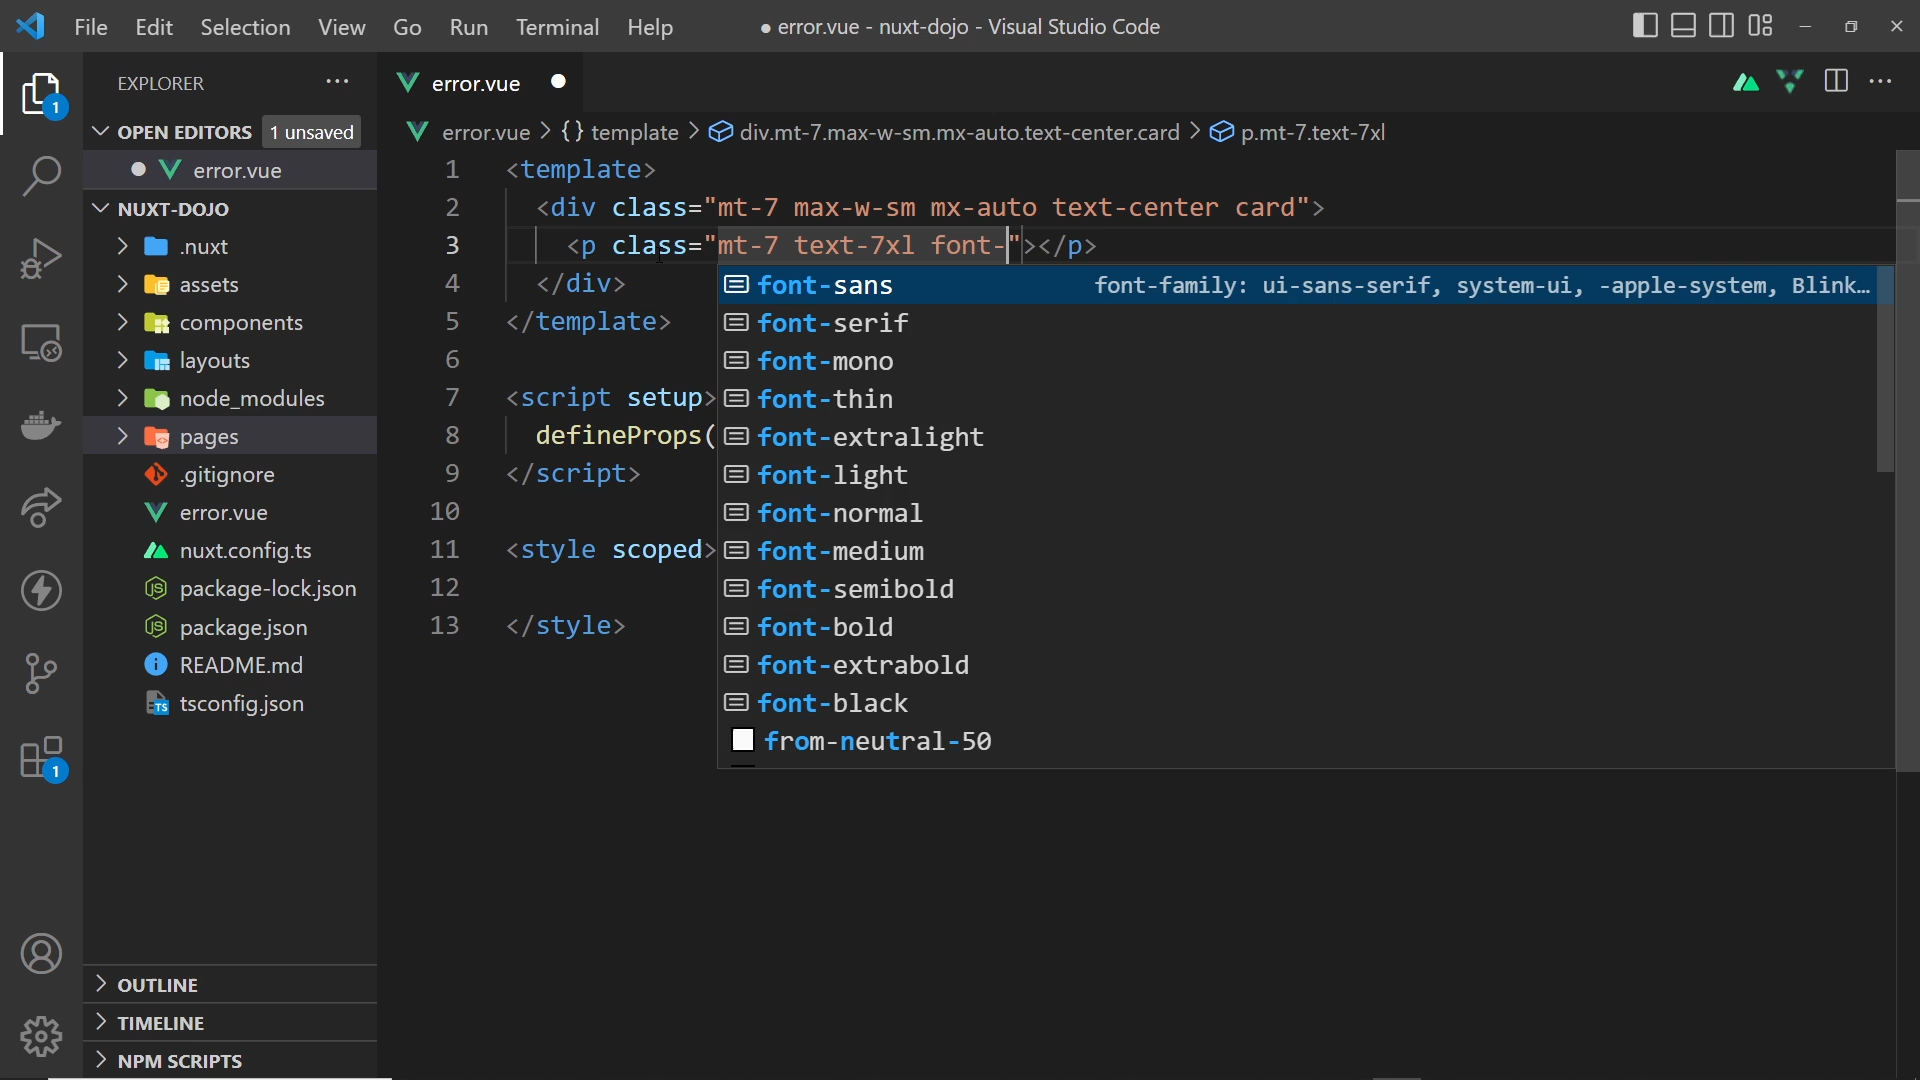 File Edit Selection View Go Run Terminal Help ● error.vue - nuxt-dojo - Visual Studio Code
EXPLORER
error.vue
OPEN EDITORS 1 unsaved
error.vue
NUXT-DOJO
.nuxt
assets
components
layouts
node_modules
pages
.gitignore
error.vue
nuxt.config.ts
package-lock.json
package.json
README.md
tsconfig.json
OUTLINE
TIMELINE
NPM SCRIPTS
1
1
error.vue > {} template > div.mt-7.max-w-sm.mx-auto.text-center.card > p.mt-7.text-7xl
1 <template>
2 <div class="mt-7 max-w-sm mx-auto text-center card">
3 <p class="mt-7 text-7xl font-"></p>
4 </div>
5 </template>
6
7 <script setup>
8 defineProps(
9 </script>
10
11 <style scoped>
12
13 </style>
font-sans font-family: ui-sans-serif, system-ui, -apple-system, Blink…
font-serif
font-mono
font-thin
font-extralight
font-light
font-normal
font-medium
font-semibold
font-bold
font-extrabold
font-black
from-neutral-50